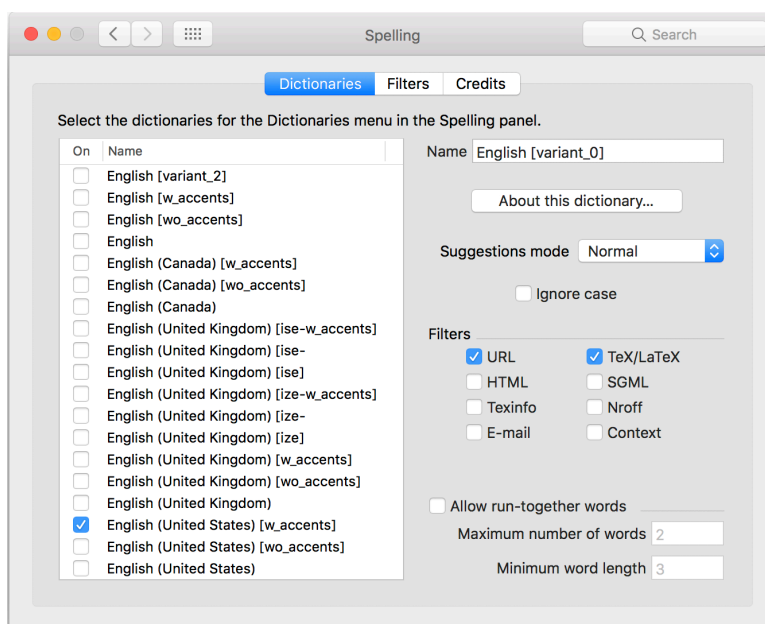 Spelling
Search
Dictionaries Filters Credits
Select the dictionaries for the Dictionaries menu in the Spelling panel.
On Name
English [variant_2]
English [w_accents]
English [wo_accents]
English
English (Canada) [w_accents]
English (Canada) [wo_accents]
English (Canada)
English (United Kingdom) [ise-w_accents]
English (United Kingdom) [ise-
English (United Kingdom) [ise]
English (United Kingdom) [ize-w_accents]
English (United Kingdom) [ize-
English (United Kingdom) [ize]
English (United Kingdom) [w_accents]
English (United Kingdom) [wo_accents]
English (United Kingdom)
English (United States) [w_accents]
English (United States) [wo_accents]
English (United States)
Name English [variant_0]
About this dictionary...
Suggestions mode Normal
Ignore case
Filters
URL TeX/LaTeX
HTML SGML
Texinfo Nroff
E-mail Context
Allow run-together words
Maximum number of words 2
Minimum word length 3